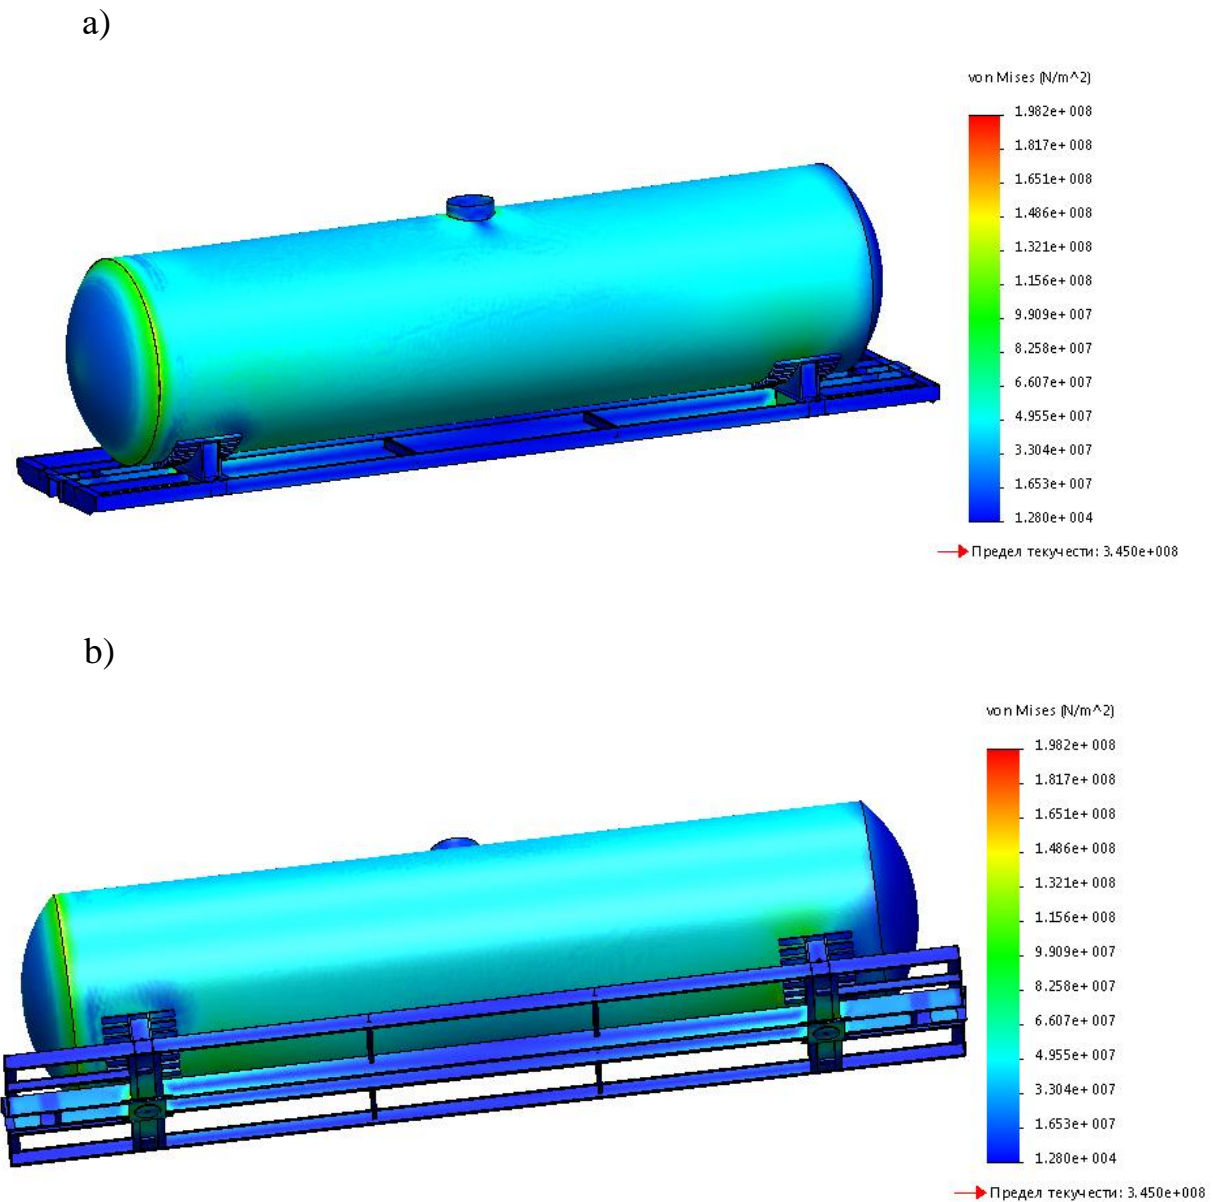 a)
von Mises (N/m^2)
1.982e+ 008
1.817e+ 008
1.651e+ 008
1.486e+ 008
1.321e+ 008
1.156e+ 008
9.909e+ 007
8.258e+ 007
6.607e+ 007
4.955e+ 007
3.304e+ 007
1.653e+ 007
1.280e+ 004
Предел текучести: 3.450e+008
b)
von Mises (N/m^2)
1.982e+ 008
1.817e+ 008
1.651e+ 008
1.486e+ 008
1.321e+ 008
1.156e+ 008
9.909e+ 007
8.258e+ 007
6.607e+ 007
4.955e+ 007
3.304e+ 007
1.653e+ 007
1.280e+ 004
Предел текучести: 3.450e+008